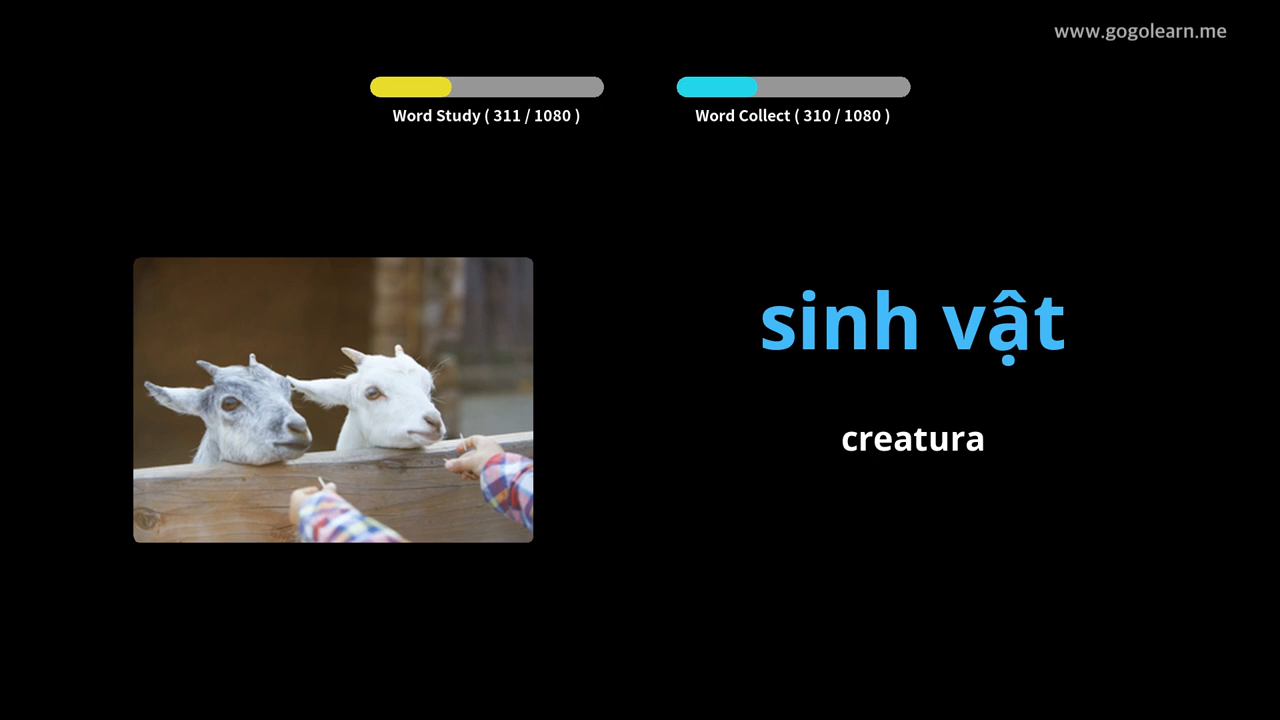 www.gogolearn.me
Word Study ( 311 / 1080 )
Word Collect ( 310 / 1080 )
sinh vật
creatura